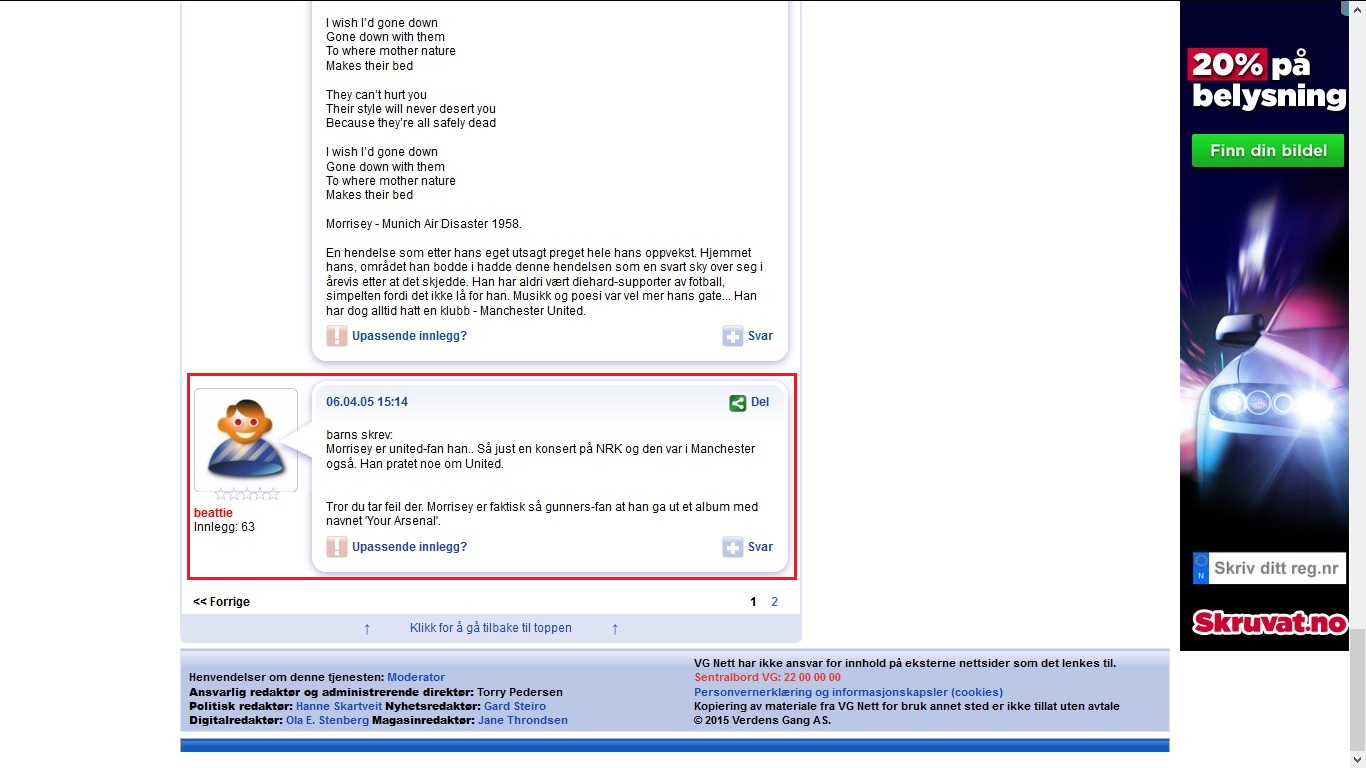 I wish I'd gone down
Gone down with them
To where mother nature
Makes their bed
They can't hurt you
Their style will never desert you
Because they're all safely dead
I wish I'd gone down
Gone down with them
To where mother nature
Makes their bed
Morrisey - Munich Air Disaster 1958.
En hendelse som etter hans eget utsagt preget hele hans oppvekst. Hjemmet
hans, området han bodde i hadde denne hendelsen som en svart sky over seg i
årevis etter at det skjedde. Han har aldri vært diehard-supporter av fotball,
simpelten fordi det ikke lå for han. Musikk og poesi var vel mer hans gate... Han
har dog alltid hatt en klubb - Manchester United.
Upassende innlegg? Svar
06.04.05 15:14 Del
barns skrev:
Morrisey er united-fan han.. Så just en konsert på NRK og den var i Manchester
også. Han pratet noe om United.
Tror du tar feil der. Morrisey er faktisk så gunners-fan at han ga ut et album med
navnet 'Your Arsenal'.
Upassende innlegg? Svar
beattie
Innlegg: 63
<< Forrige 1 2
↑ Klikk for å gå tilbake til toppen ↑
Henvendelser om denne tjenesten: Moderator
Ansvarlig redaktør og administrerende direktør: Torry Pedersen
Politisk redaktør: Hanne Skartveit Nyhetsredaktør: Gard Steiro
Digitalredaktør: Ola E. Stenberg Magasinredaktør: Jane Throndsen
VG Nett har ikke ansvar for innhold på eksterne nettsider som det lenkes til.
Sentralbord VG: 22 00 00 00
Personvernerklæring og informasjonskapsler (cookies)
Kopiering av materiale fra VG Nett for bruk annet sted er ikke tillat uten avtale
© 2015 Verdens Gang AS.
20% på
belysning
Finn din bildel
N
Skriv ditt reg.nr
Skruvat.no